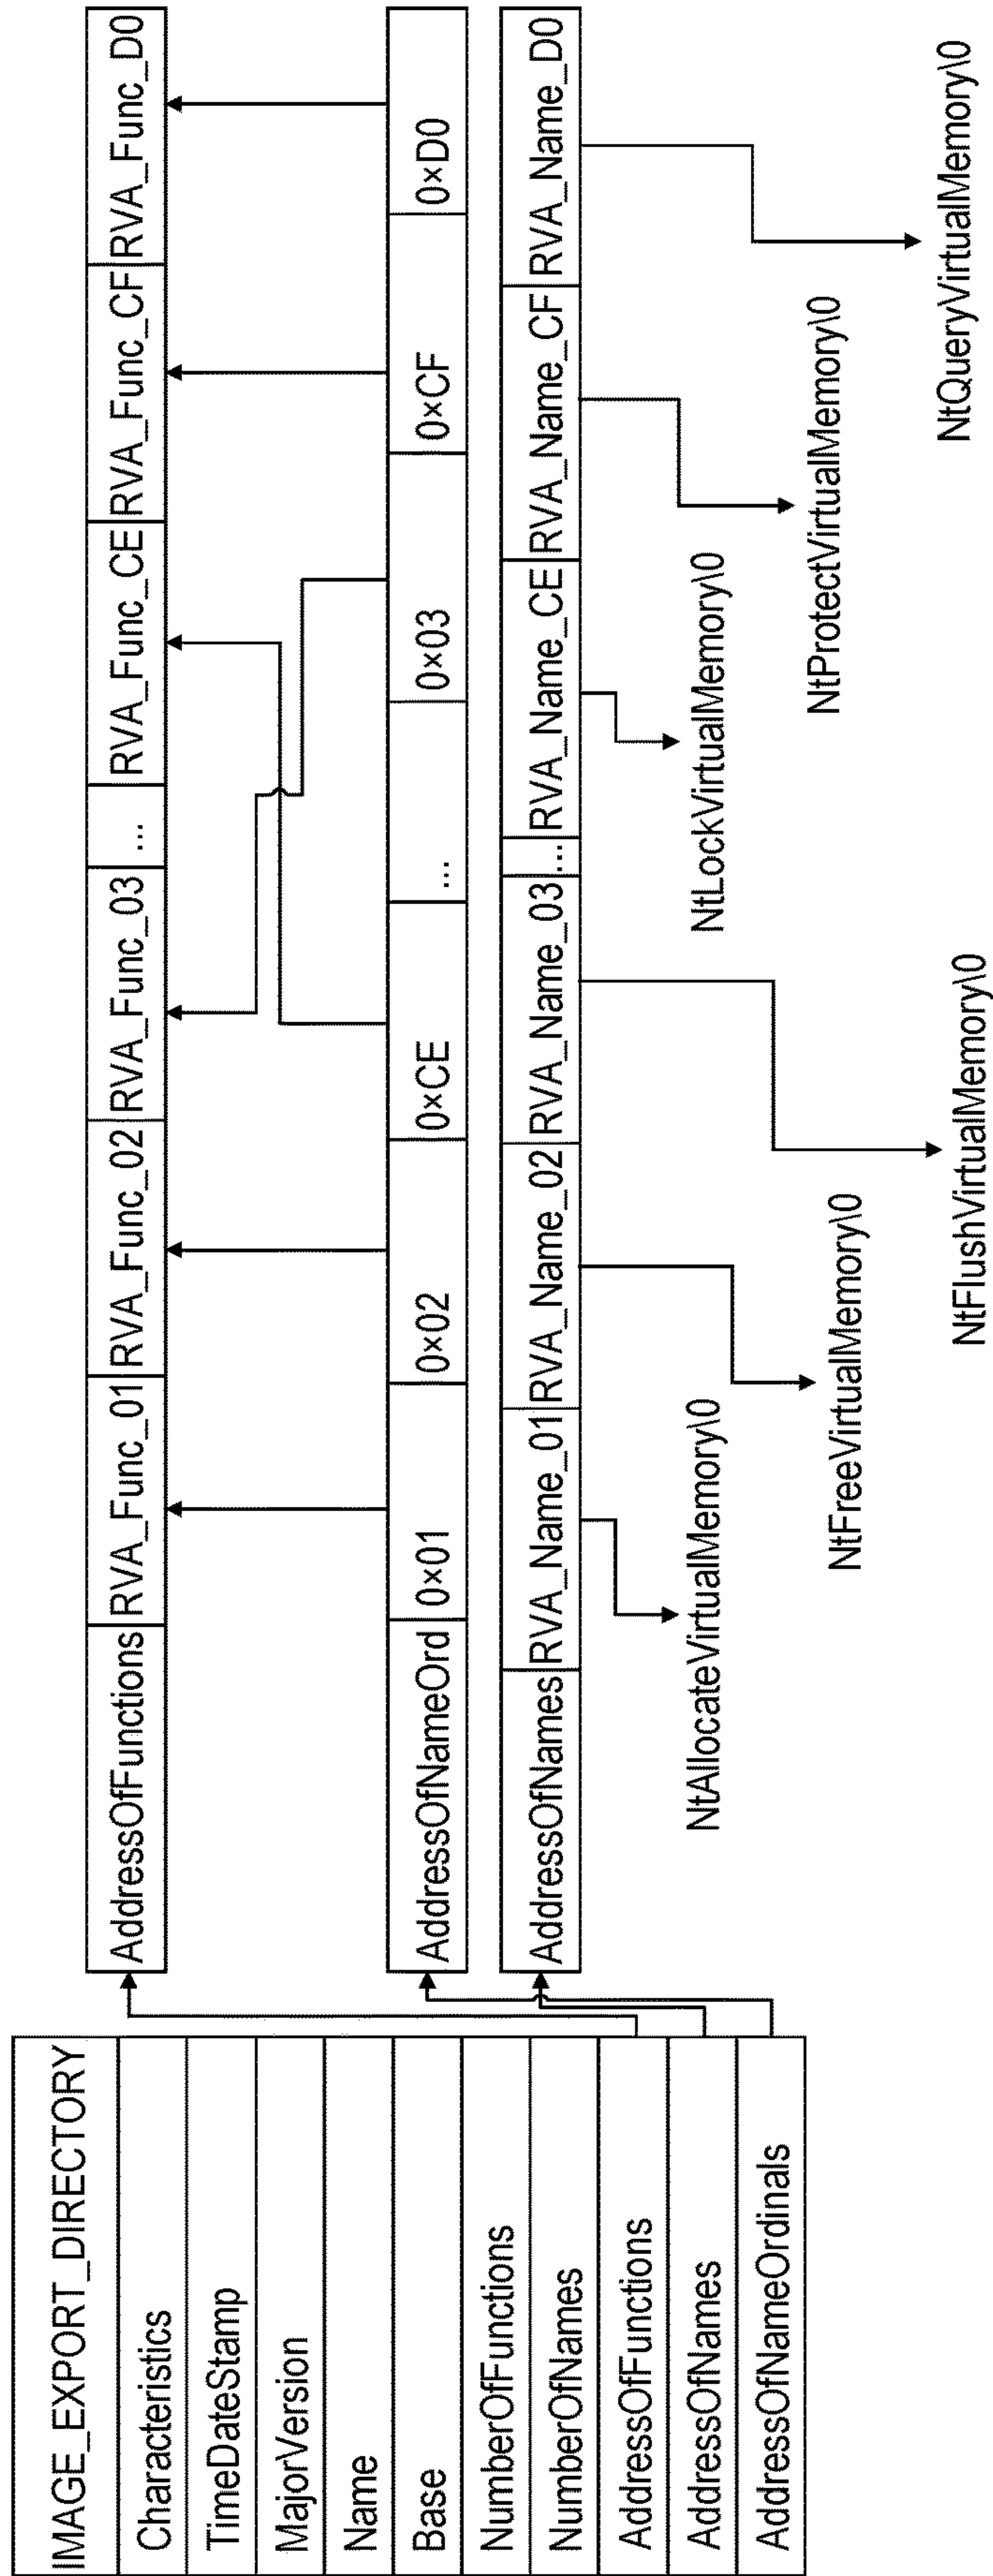 IMAGE_EXPORT_DIRECTORY
Characteristics
TimeDateStamp
MajorVersion
Name
Base
NumberOfFunctions
NumberOfNames
AddressOfFunctions
AddressOfNames
AddressOfNameOrdinals
AddressOfFunctions RVA_Func_01 RVA_Func_02 RVA_Func_03 ... RVA_Func_CE RVA_Func_CF RVA_Func_D0
AddressOfNameOrd 0×01 0×02 0×CE ... 0×03 0×CF 0×D0
AddressOfNames RVA_Name_01 RVA_Name_02 RVA_Name_03 ... RVA_Name_CE RVA_Name_CF RVA_Name_D0
NtAllocateVirtualMemory\0
NtFreeVirtualMemory\0
NtFlushVirtualMemory\0
NtLockVirtualMemory\0
NtProtectVirtualMemory\0
NtQueryVirtualMemory\0